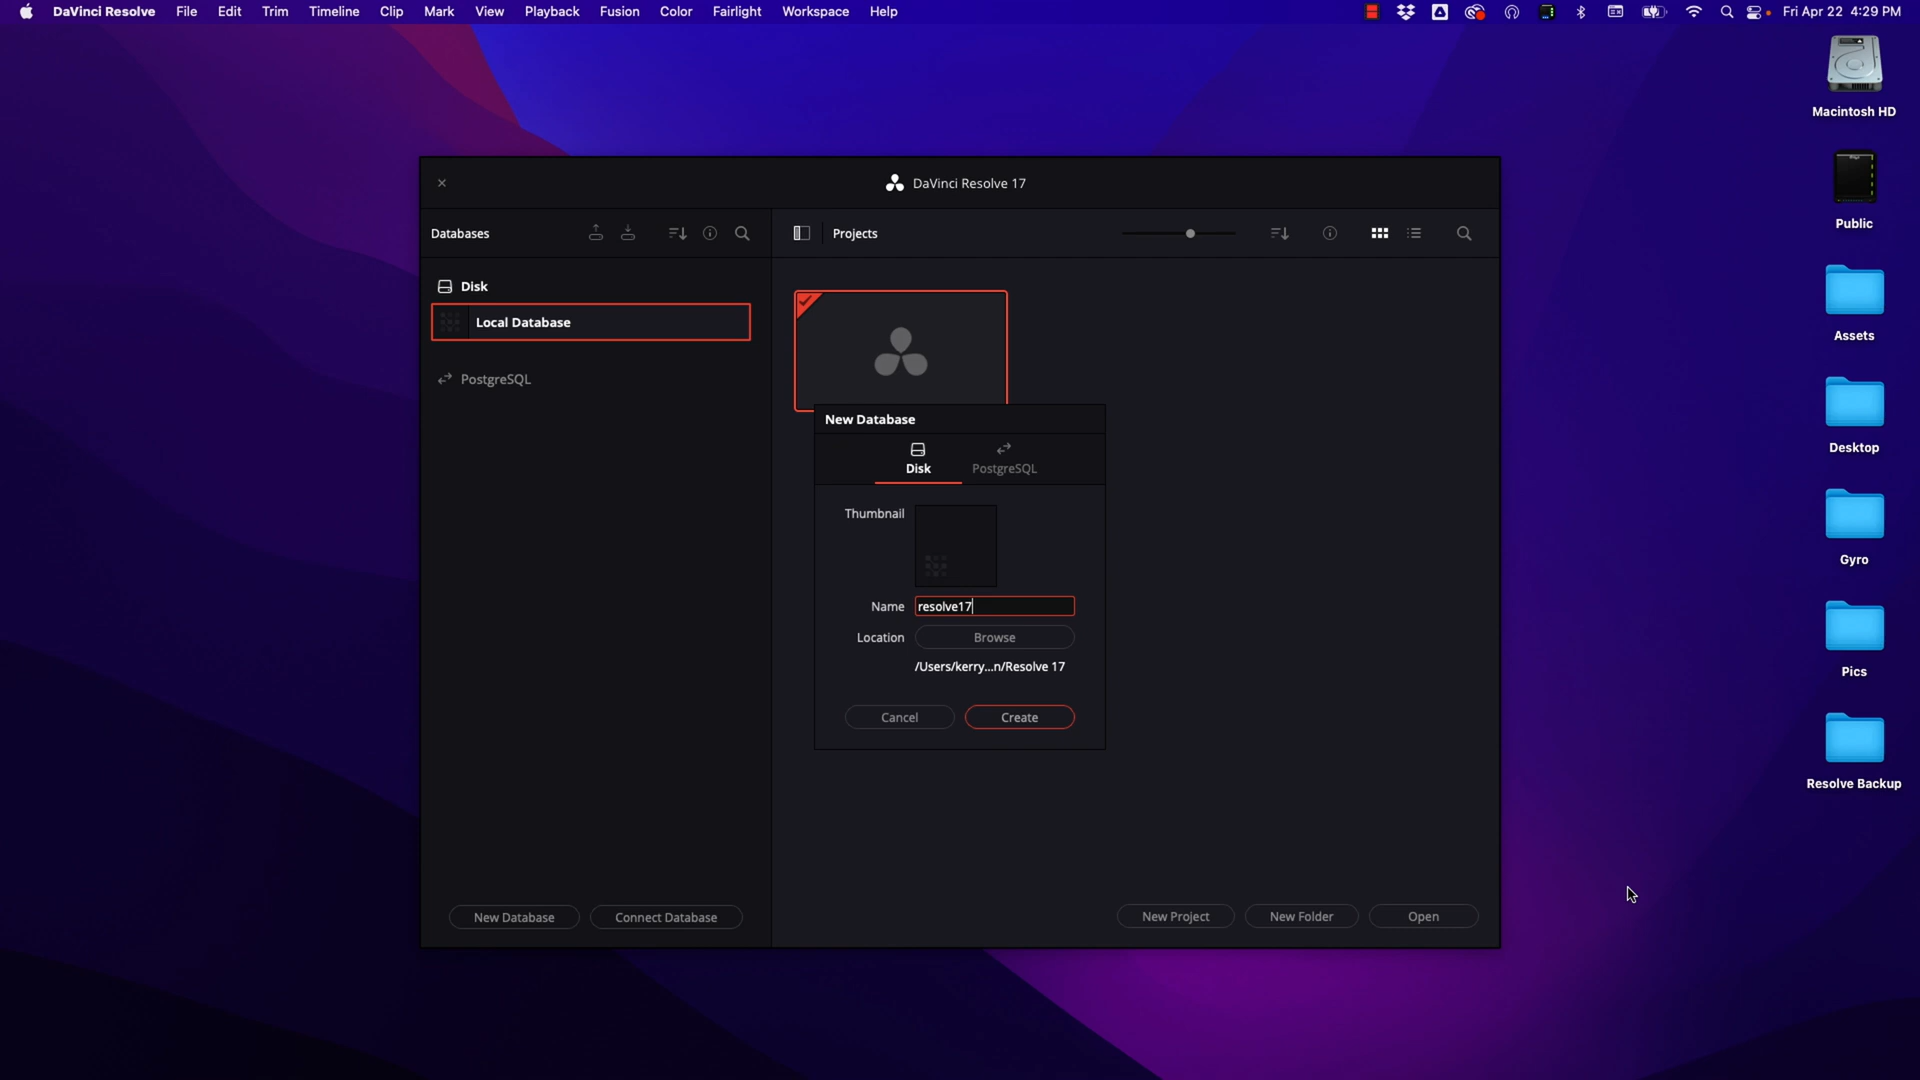 DaVinci Resolve File Edit Trim Timeline Clip Mark View Playback Fusion Color Fairlight Workspace Help Fri Apr 22 4:29 PM
Macintosh HD
Public
Assets
Desktop
Gyro
Pics
Resolve Backup
DaVinci Resolve 17
Databases
Projects
Disk
Local Database
PostgreSQL
New Database
Disk
PostgreSQL
Thumbnail
Name resolve17
Location Browse
/Users/kerry...n/Resolve 17
Cancel Create
New Database Connect Database
New Project New Folder Open